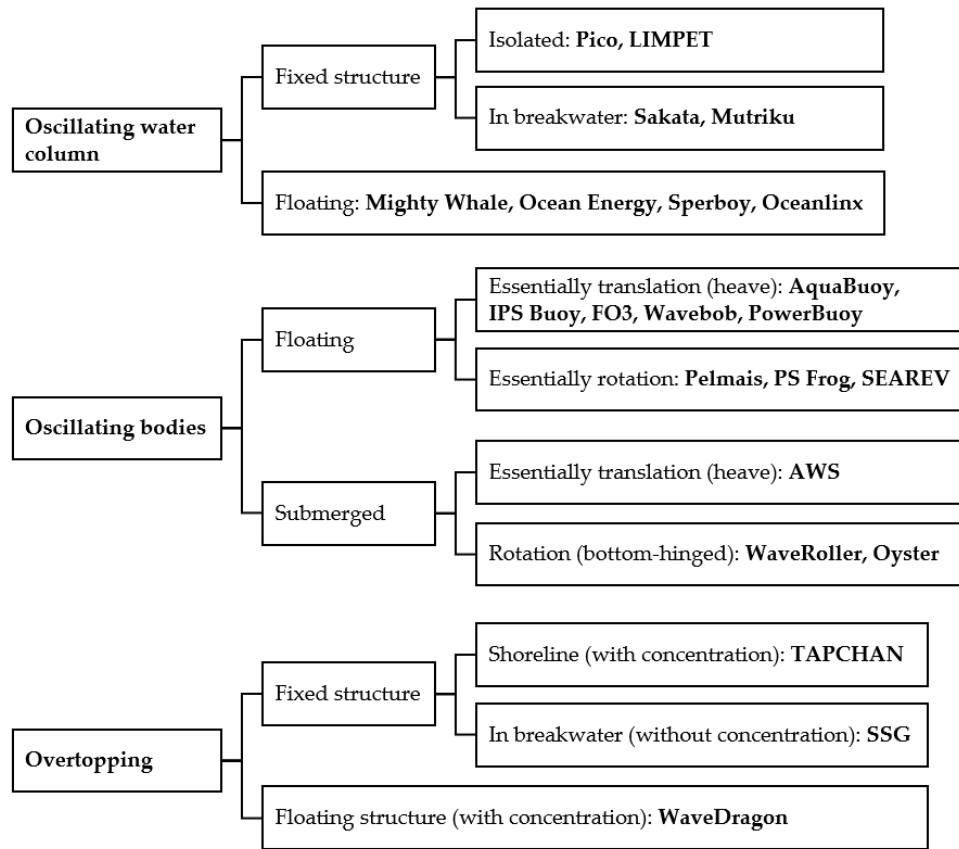 Isolated: Pico, LIMPET
Fixed structure
In breakwater: Sakata, Mutriku
Oscillating water
column
Floating: Mighty Whale, Ocean Energy, Sperboy, Oceanlinx
Essentially translation (heave): AquaBuoy,
IPS Buoy, FO3, Wavebob, PowerBuoy
Floating
Essentially rotation: Pelmais, PS Frog, SEAREV
Oscillating bodies
Essentially translation (heave): AWS
Submerged
Rotation (bottom-hinged): WaveRoller, Oyster
Shoreline (with concentration): TAPCHAN
Fixed structure
In breakwater (without concentration): SSG
Overtopping
Floating structure (with concentration): WaveDragon